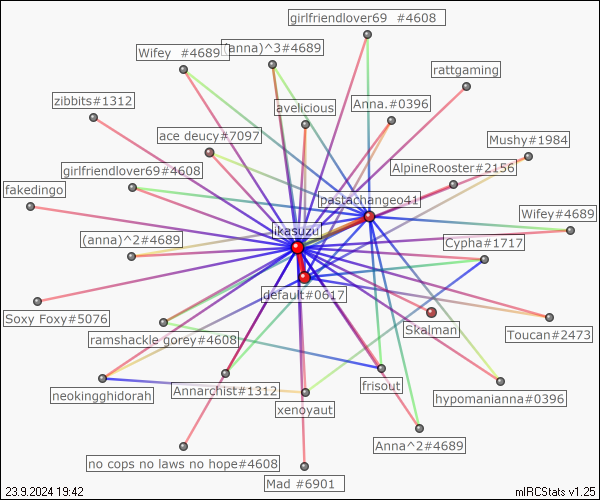 girlfriendlover69 #4608
Wifey #4689
(anna)^3#4689
rattgaming
zibbits#1312
avelicious
Anna.#0396
ace deucy#7097
Mushy#1984
girlfriendlover69#4608
AlpineRooster#2156
fakedingo
pastachangeo41
Wifey#4689
ikasuzu
(anna)^2#4689
Cypha#1717
default#0617
Soxy Foxy#5076
Skalman
Toucan#2473
ramshackle gorey#4608
frisout
neokingghidorah
Annarchist#1312
hypomanianna#0396
xenoyaut
Anna^2#4689
no cops no laws no hope#4608
Mad #6901
23.9.2024 19:42
mIRCStats v1.25